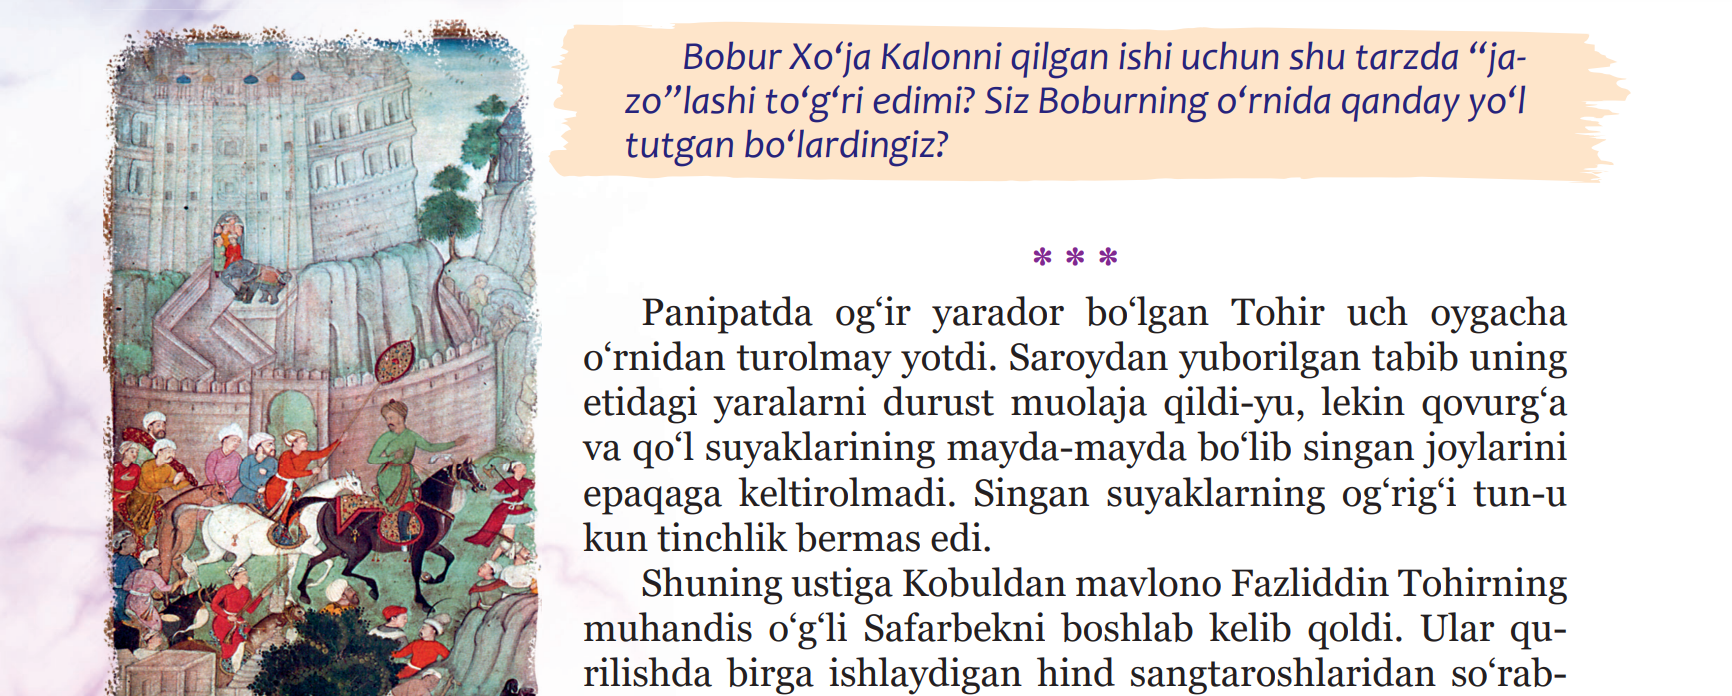 Bobur Xo‘ja Kalonni qilgan ishi uchun shu tarzda “ja-
zo”lashi to‘g‘ri edimi? Siz Boburning o‘rnida qanday yo‘l
tutgan bo‘lardingiz?
* * *
Panipatda og‘ir yarador bo‘lgan Tohir uch oygacha
o‘rnidan turolmay yotdi. Saroydan yuborilgan tabib uning
etidagi yaralarni durust muolaja qildi-yu, lekin qovurg‘a
va qo‘l suyaklarining mayda-mayda bo‘lib singan joylarini
epaqaga keltirolmadi. Singan suyaklarning og‘rig‘i tun-u
kun tinchlik bermas edi.
Shuning ustiga Kobuldan mavlono Fazliddin Tohirning
muhandis o‘g‘li Safarbekni boshlab kelib qoldi. Ular qu-
rilishda birga ishlaydigan hind sangtaroshlaridan so‘rab-